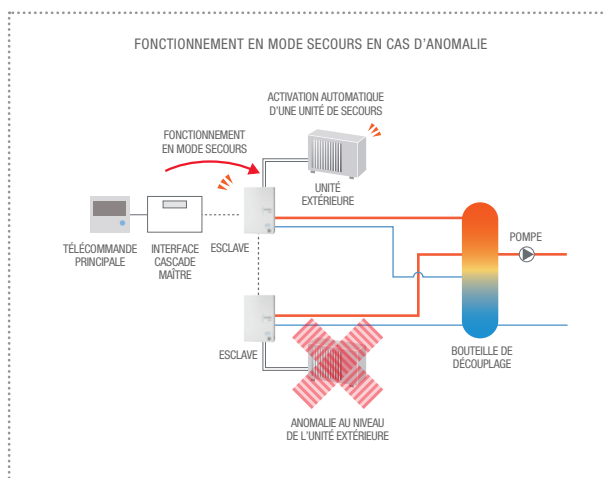 FONCTIONNEMENT EN MODE SECOURS EN CAS D'ANOMALIE
ACTIVATION AUTOMATIQUE
D'UNE UNITÉ DE SECOURS
FONCTIONNEMENT
EN MODE SECOURS
UNITÉ
EXTÉRIEURE
TÉLÉCOMMANDE
PRINCIPALE
INTERFACE
CASCADE
MAÎTRE
ESCLAVE
POMPE
ESCLAVE
BOUTEILLE DE
DÉCOUPLAGE
ANOMALIE AU NIVEAU
DE L'UNITÉ EXTÉRIEURE